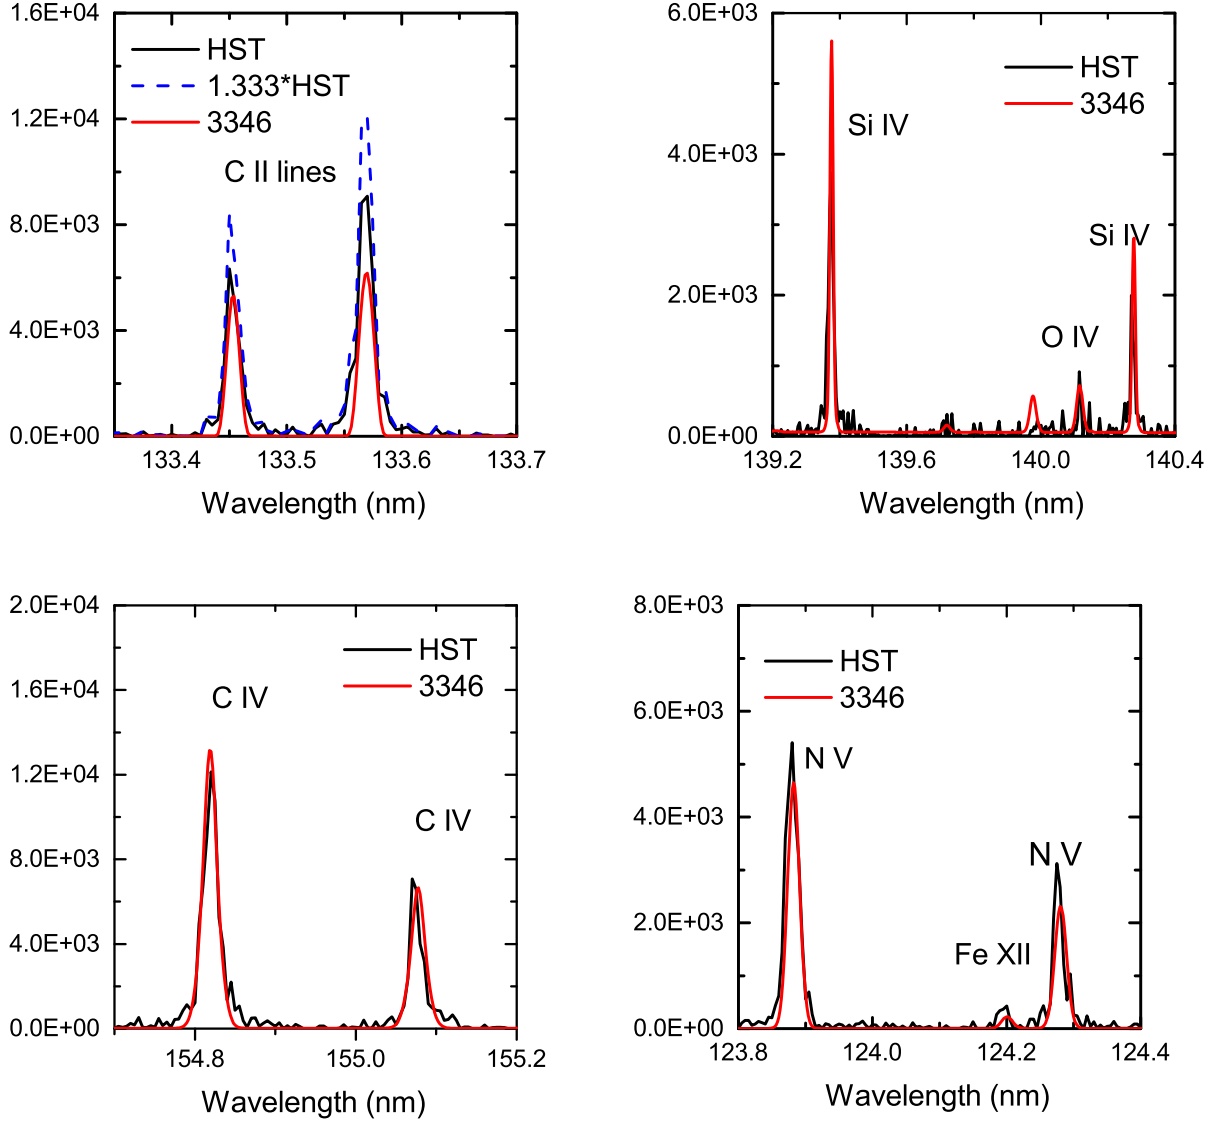 1.6E+04
1.2E+04
8.0E+03
4.0E+03
0.0E+00
HST
1.333*HST
3346
C II lines
133.4 133.5 133.6 133.7
Wavelength (nm)
6.0E+03
4.0E+03
2.0E+03
0.0E+00
HST
3346
Si IV
Si IV
O IV
139.2 139.6 140.0 140.4
Wavelength (nm)
2.0E+04
1.6E+04
1.2E+04
8.0E+03
4.0E+03
0.0E+00
HST
3346
C IV
C IV
154.8 155.0 155.2
Wavelength (nm)
8.0E+03
6.0E+03
4.0E+03
2.0E+03
0.0E+00
HST
3346
N V
N V
Fe XII
123.8 124.0 124.2 124.4
Wavelength (nm)